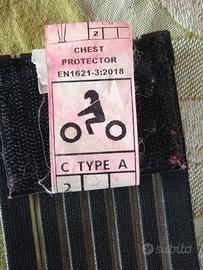 2
CHEST
PROTECTOR
EN1621-3:2018
C TYPE A
2
subito